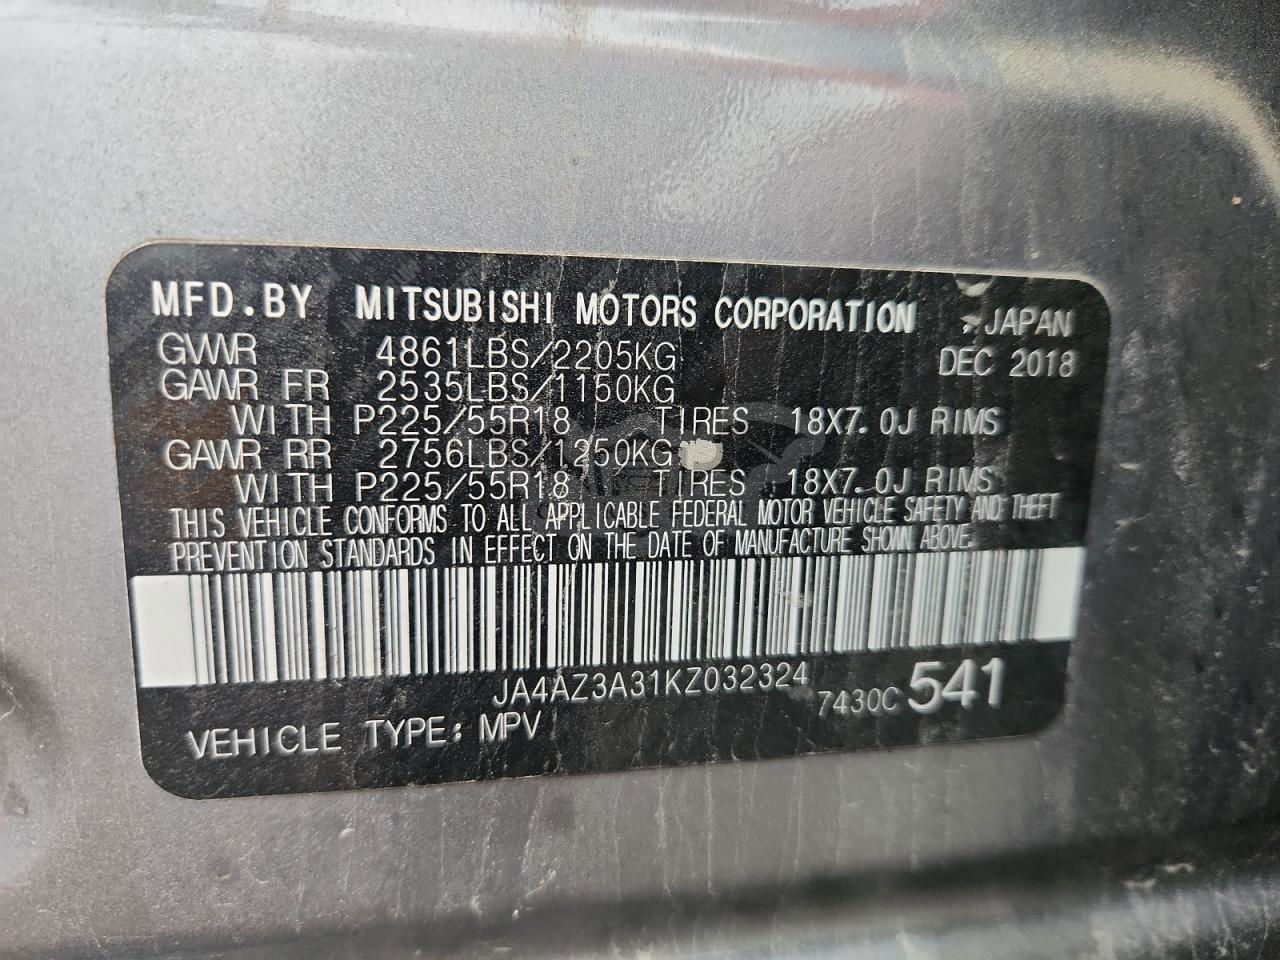 MFD.BY MITSUBISHI MOTORS CORPORATION JAPAN
GVWR 4861LBS/2205KG DEC 2018
GAWR FR 2535LBS/1150KG
WITH P225/55R18 TIRES 18X7.0J RIMS
GAWR RR 2756LBS/1250KG
WITH P225/55R18 TIRES 18X7.0J RIMS
THIS VEHICLE CONFORMS TO ALL APPLICABLE FEDERAL MOTOR VEHICLE SAFETY AND THEFT
PREVENTION STANDARDS IN EFFECT ON THE DATE OF MANUFACTURE SHOWN ABOVE.
JA4AZ3A31KZ032324
7430C 541
VEHICLE TYPE: MPV